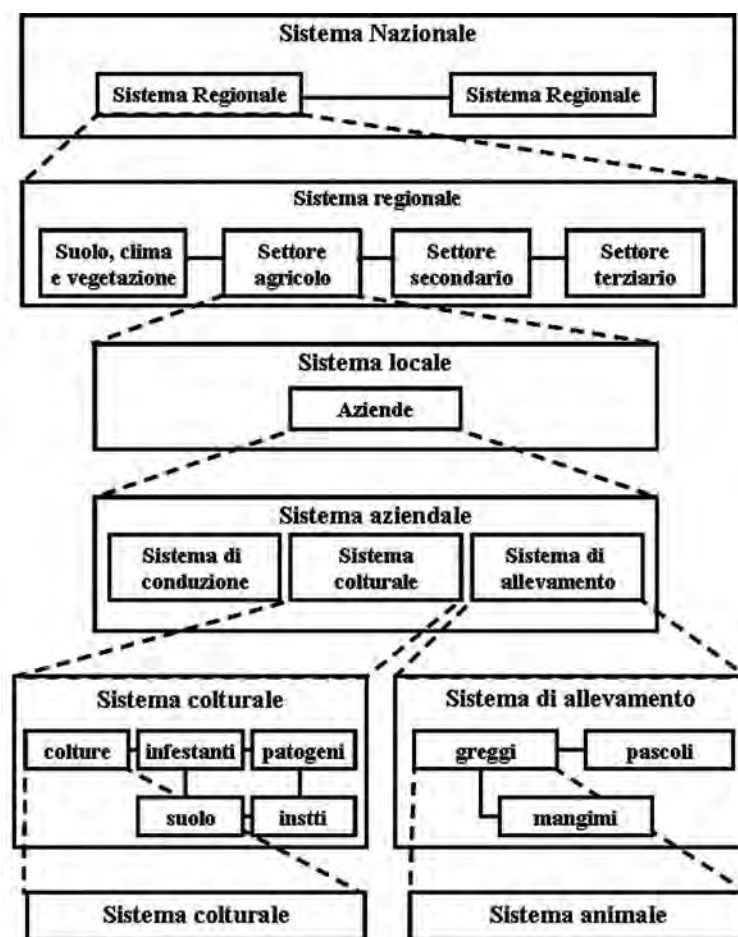 Sistema Nazionale
Sistema Regionale
Sistema Regionale
Sistema regionale
Suolo, clima
e vegetazione
Settore
agricolo
Settore
secondario
Settore
terziario
Sistema locale
Aziende
Sistema aziendale
Sistema di
conduzione
Sistema
colturale
Sistema di
allevamento
Sistema colturale
colture
infestanti
patogeni
suolo
instti
Sistema di allevamento
greggi
pascoli
mangimi
Sistema colturale
Sistema animale